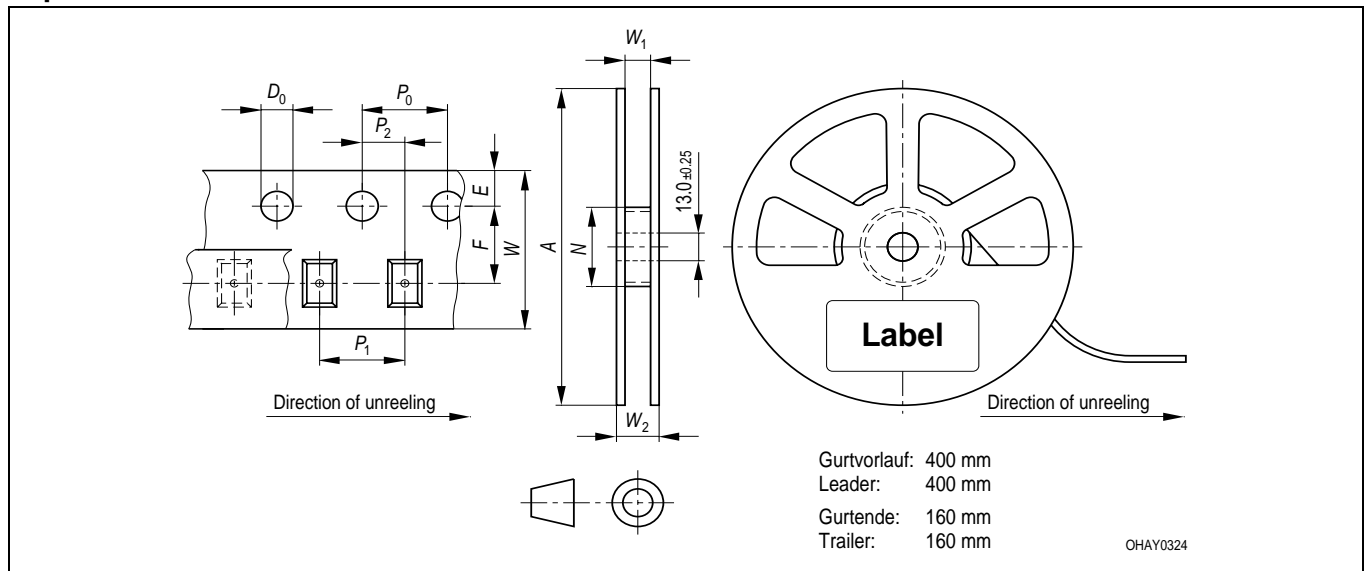 W1
D0
P0
P2
E
F
W
A
N
13.0 ±0.25
Label
P1
Direction of unreeling
W2
Direction of unreeling
Gurtvorlauf: 400 mm
Leader: 400 mm
Gurtende: 160 mm
Trailer: 160 mm
OHAY0324